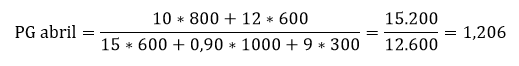 PG abril = (10 * 800 + 12 * 600) / (15 * 600 + 0,90 * 1000 + 9 * 300) = 15.200 / 12.600 = 1,206